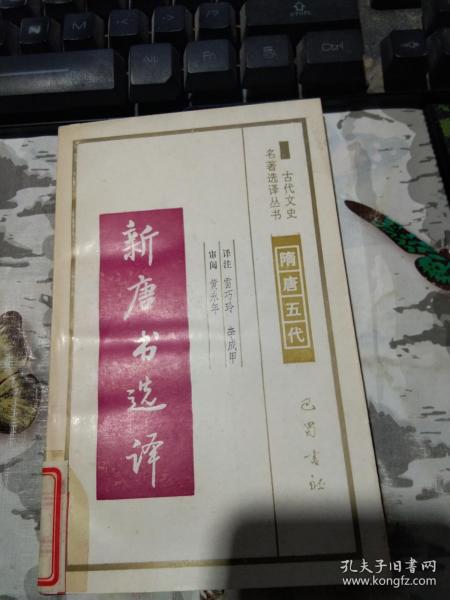 古代文史
名著选译丛书
隋唐五代
巴蜀书社
译注 雷巧玲 李成甲
审阅 黄永年
新唐书选译
孔夫子旧书网
www.kongfz.com
Ctrl
Alt
N
M